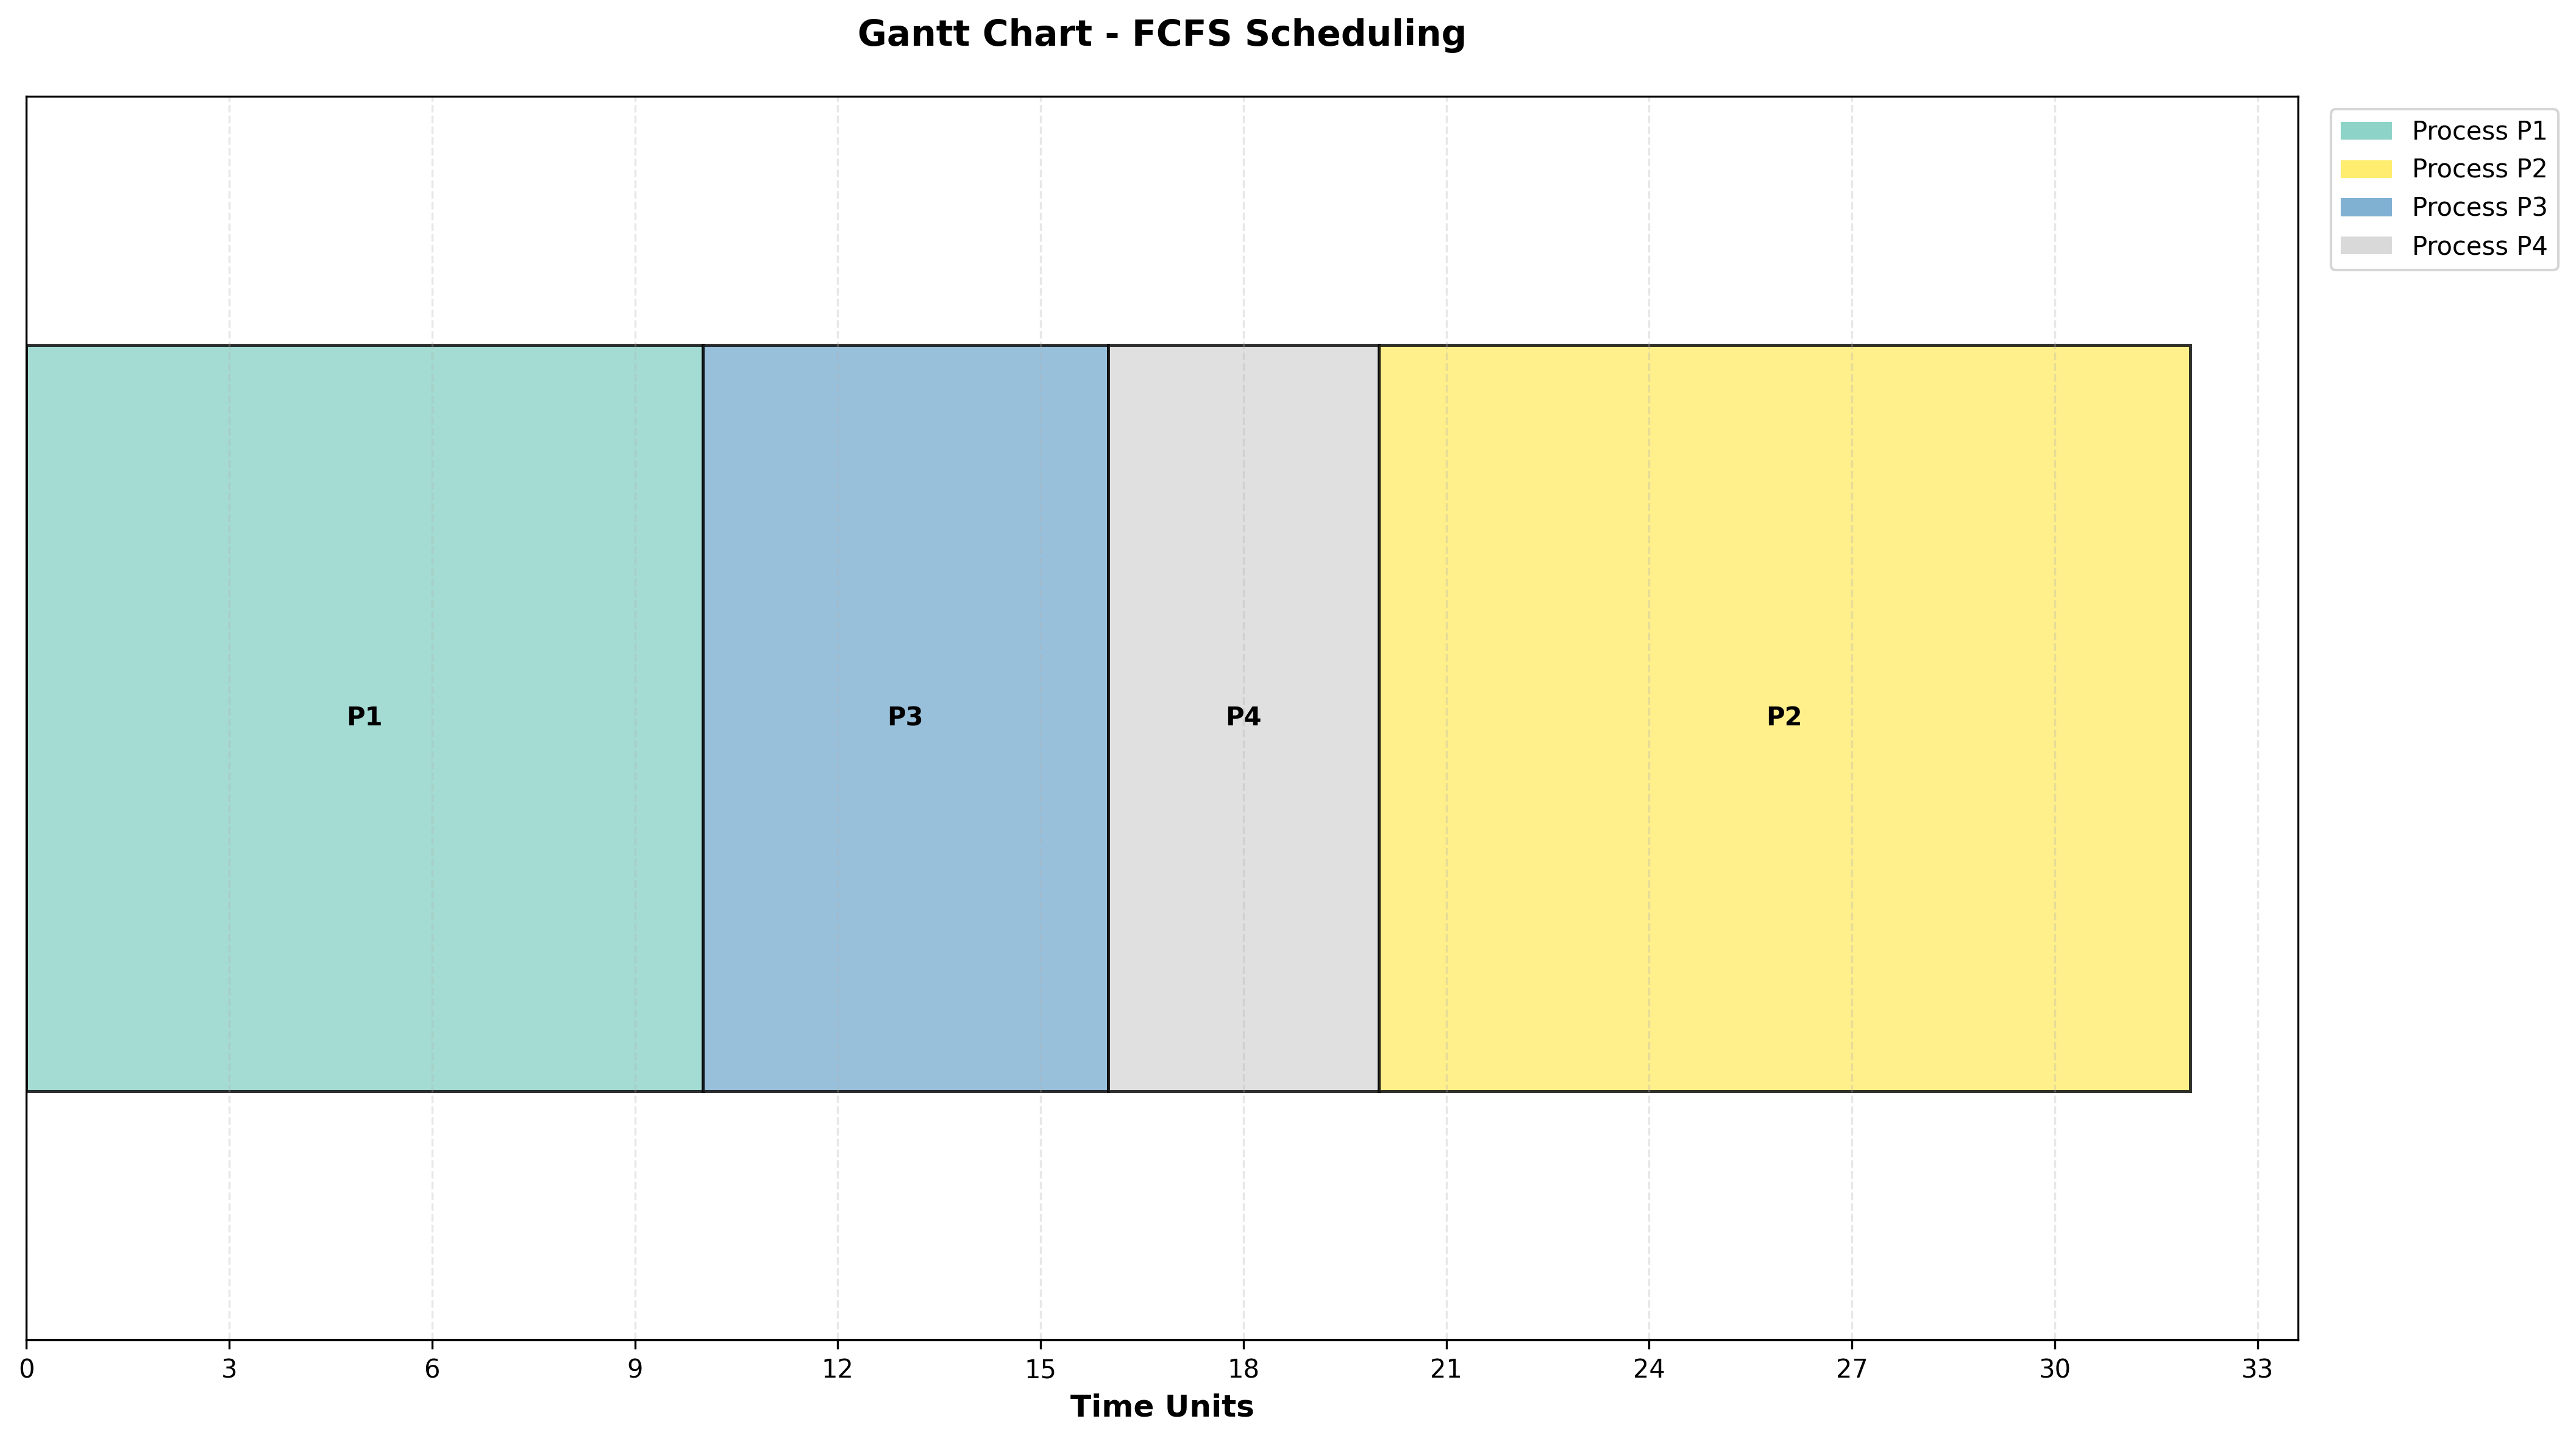 Gantt Chart - FCFS Scheduling
Process P1
Process P2
Process P3
Process P4
P1 P3 P4 P2
0 3 6 9 12 15 18 21 24 27 30 33
Time Units